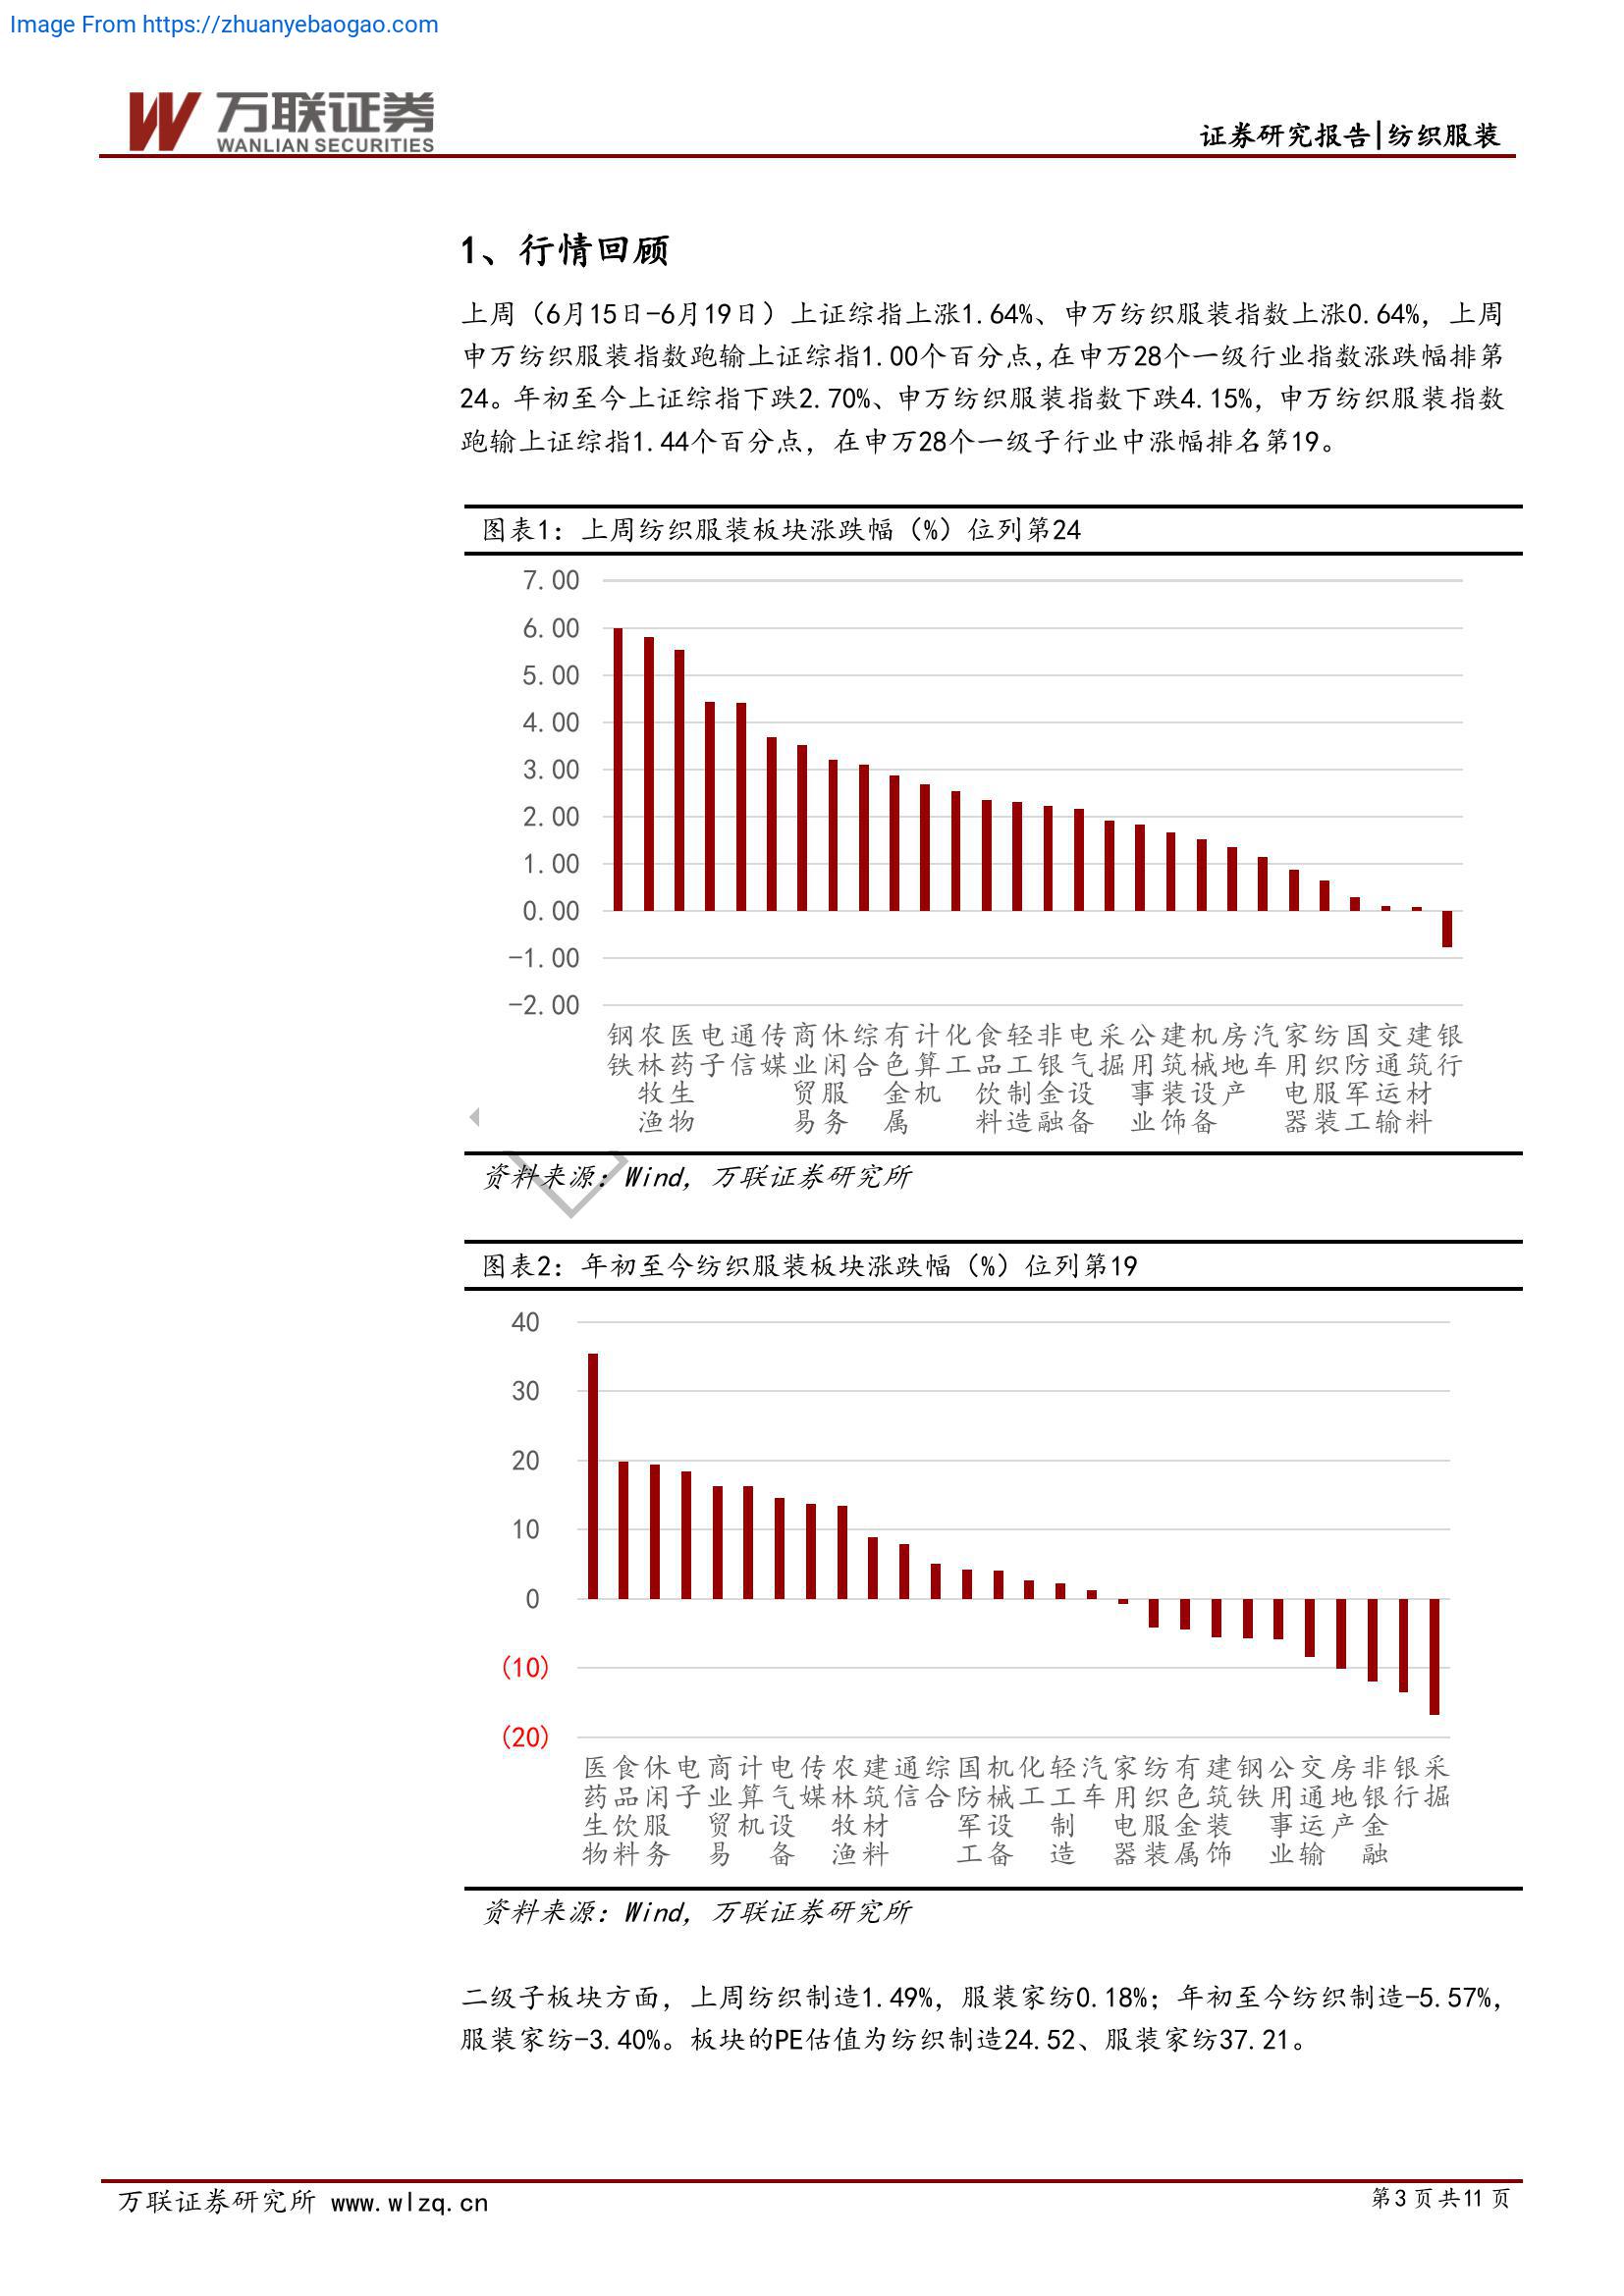 Image From https://zhuanyebaogao.com
万联证券
WANLIAN SECURITIES
证券研究报告|纺织服装
1、行情回顾
上周（6月15日-6月19日）上证综指上涨1.64%、申万纺织服装指数上涨0.64%，上周
申万纺织服装指数跑输上证综指1.00个百分点,在申万28个一级行业指数涨跌幅排第
24。年初至今上证综指下跌2.70%、申万纺织服装指数下跌4.15%，申万纺织服装指数
跑输上证综指1.44个百分点，在申万28个一级子行业中涨幅排名第19。
图表1：上周纺织服装板块涨跌幅（%）位列第24
7.00
6.00
5.00
4.00
3.00
2.00
1.00
0.00
-1.00
-2.00
钢铁
农林牧渔
医药生物
电子
通信
传媒
商业贸易
休闲服务
综合
有色金属
计算机
化工
食品饮料
轻工制造
非银金融
电气设备
采掘
公用事业
建筑装饰
机械设备
房地产
汽车
家用电器
纺织服装
国防军工
交通运输
建筑材料
银行
资料来源：Wind，万联证券研究所
图表2：年初至今纺织服装板块涨跌幅（%）位列第19
40
30
20
10
0
(10)
(20)
医药生物
食品饮料
休闲服务
电子
商业贸易
计算机
电气设备
传媒
农林牧渔
建筑材料
通信
综合
国防军工
机械设备
化工
轻工制造
汽车
家用电器
纺织服装
有色金属
建筑装饰
钢铁
公用事业
交通运输
房地产
非银金融
银行
采掘
资料来源：Wind，万联证券研究所
二级子板块方面，上周纺织制造1.49%，服装家纺0.18%；年初至今纺织制造-5.57%，
服装家纺-3.40%。板块的PE估值为纺织制造24.52、服装家纺37.21。
万联证券研究所 www.wlzq.cn
第3页共11页